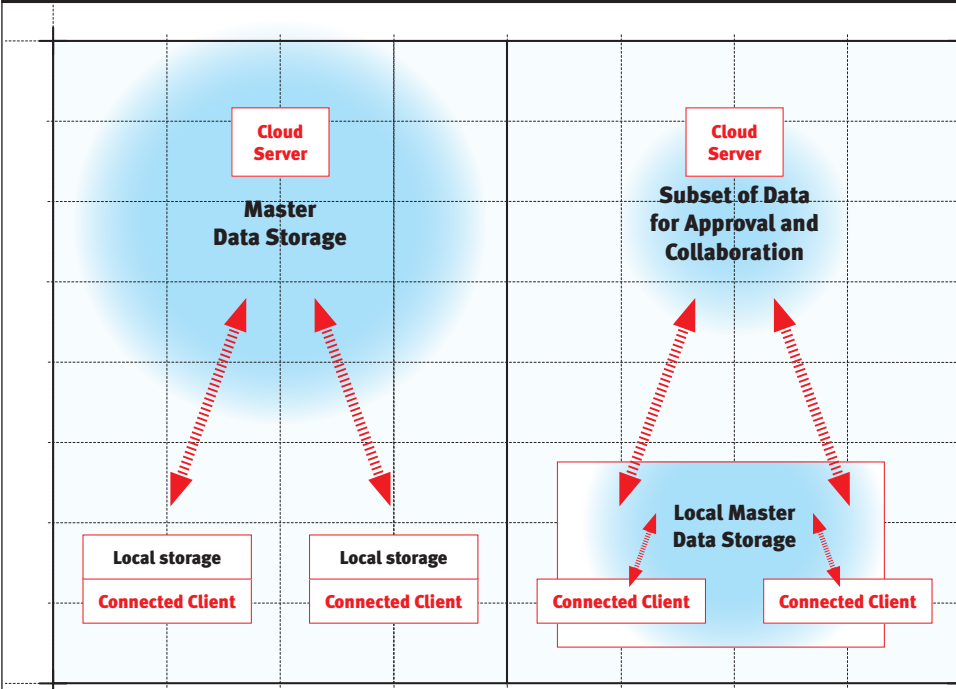 Cloud
Server
Master
Data Storage
Local storage
Connected Client
Local storage
Connected Client
Cloud
Server
Subset of Data
for Approval and
Collaboration
Local Master
Data Storage
Connected Client
Connected Client